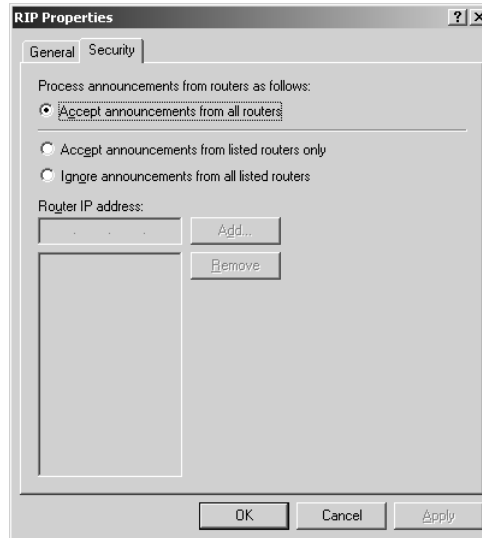 RIP Properties
General Security
Process announcements from routers as follows:
Accept announcements from all routers
Accept announcements from listed routers only
Ignore announcements from all listed routers
Router IP address:
. . . Add...
Remove
OK Cancel Apply